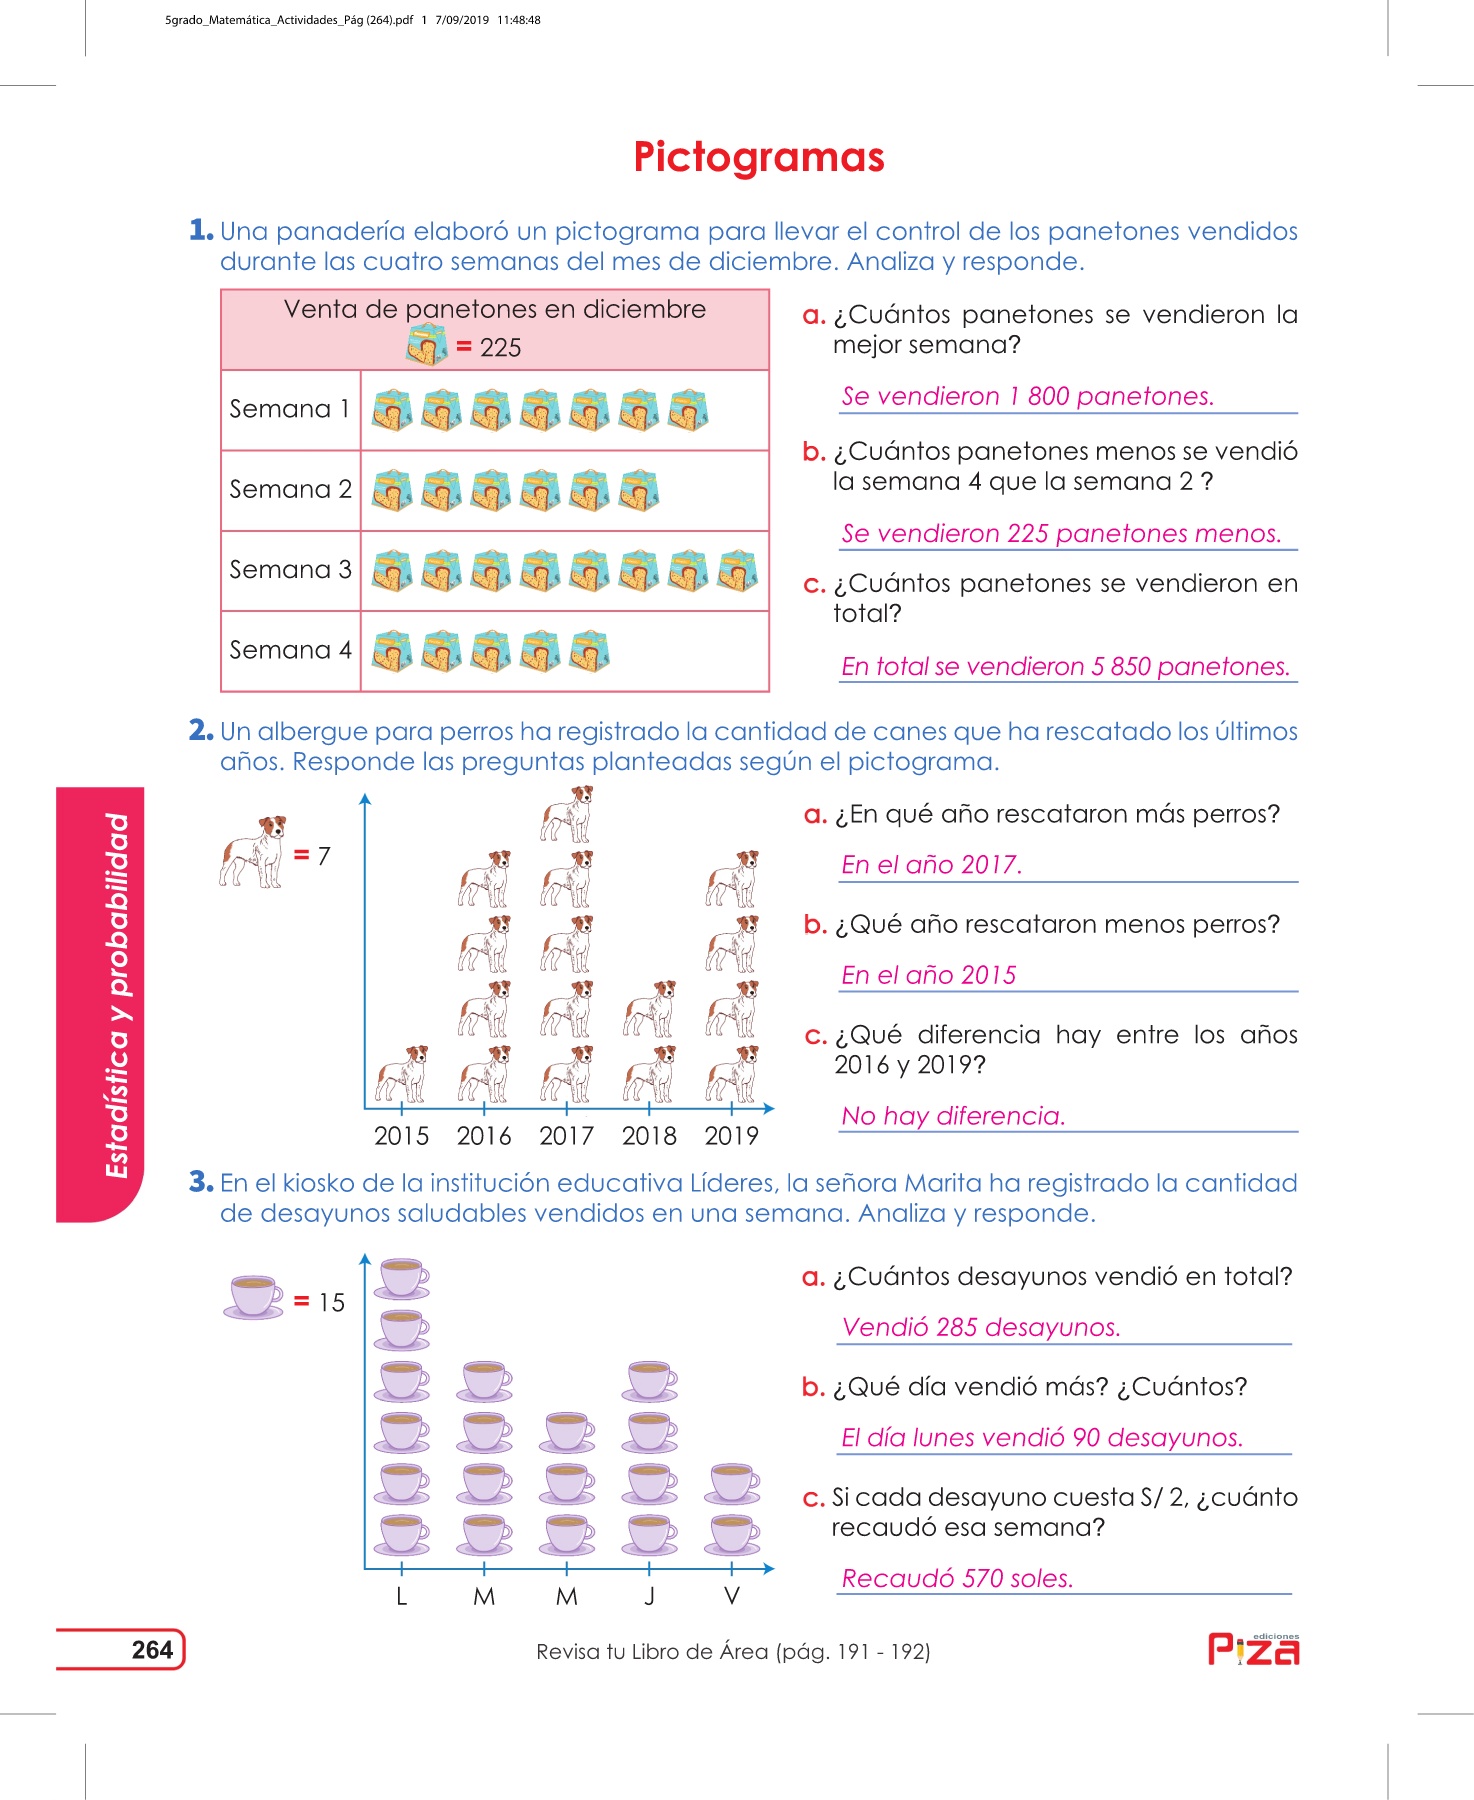 5grado_Matemática_Actividades_Pág (264).pdf 1 7/09/2019 11:48:48
Pictogramas
1. Una panadería elaboró un pictograma para llevar el control de los panetones vendidos
durante las cuatro semanas del mes de diciembre. Analiza y responde.
Venta de panetones en diciembre
= 225
Semana 1
Semana 2
Semana 3
Semana 4
a. ¿Cuántos panetones se vendieron la
mejor semana?
Se vendieron 1 800 panetones.
b. ¿Cuántos panetones menos se vendió
la semana 4 que la semana 2 ?
Se vendieron 225 panetones menos.
c. ¿Cuántos panetones se vendieron en
total?
En total se vendieron 5 850 panetones.
2. Un albergue para perros ha registrado la cantidad de canes que ha rescatado los últimos
años. Responde las preguntas planteadas según el pictograma.
= 7
2015 2016 2017 2018 2019
a. ¿En qué año rescataron más perros?
En el año 2017.
b. ¿Qué año rescataron menos perros?
En el año 2015
c. ¿Qué diferencia hay entre los años
2016 y 2019?
No hay diferencia.
3. En el kiosko de la institución educativa Líderes, la señora Marita ha registrado la cantidad
de desayunos saludables vendidos en una semana. Analiza y responde.
= 15
L M M J V
a. ¿Cuántos desayunos vendió en total?
Vendió 285 desayunos.
b. ¿Qué día vendió más? ¿Cuántos?
El día lunes vendió 90 desayunos.
c. Si cada desayuno cuesta S/ 2, ¿cuánto
recaudó esa semana?
Recaudó 570 soles.
Estadística y probabilidad
264
Revisa tu Libro de Área (pág. 191 - 192)
ediciones
Piza